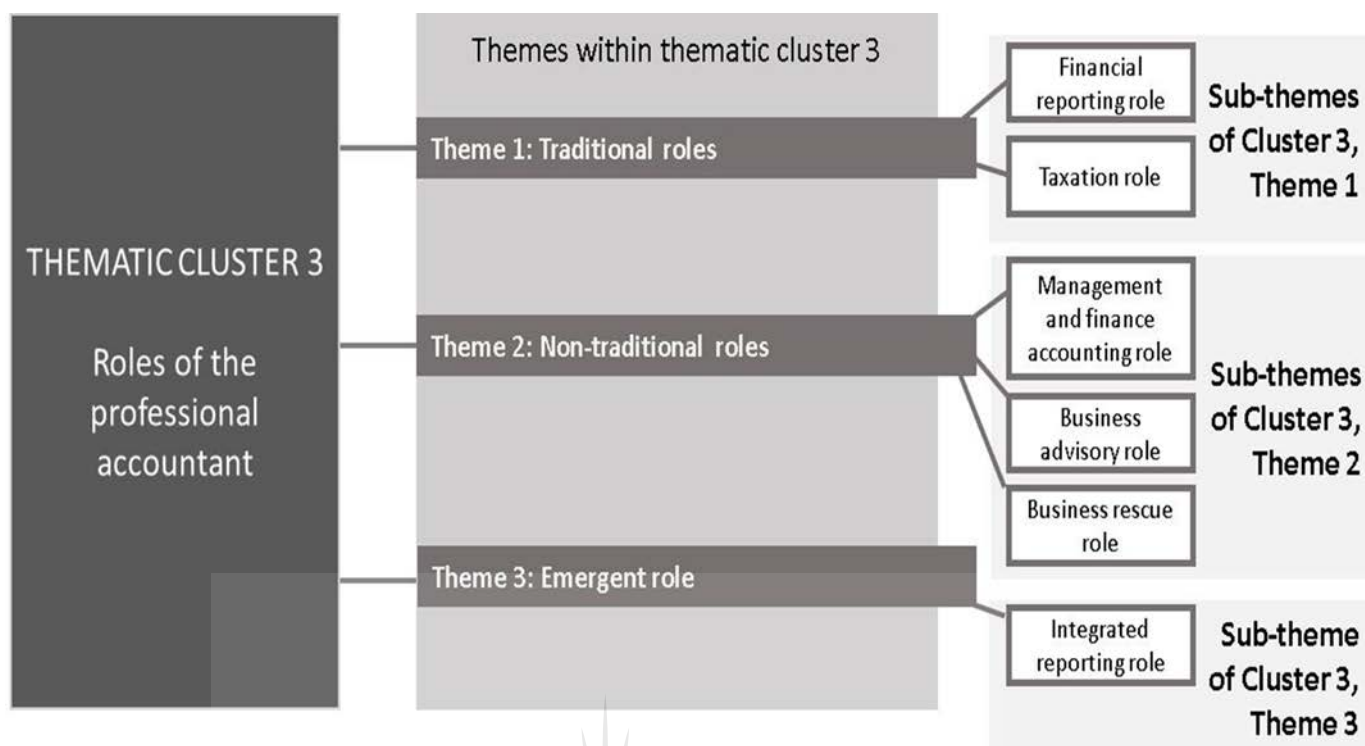 THEMATIC CLUSTER 3
Roles of the
professional
accountant
Themes within thematic cluster 3
Theme 1: Traditional roles
Financial
reporting role
Taxation role
Sub-themes
of Cluster 3,
Theme 1
Theme 2: Non-traditional roles
Management
and finance
accounting role
Business
advisory role
Business rescue
role
Sub-themes
of Cluster 3,
Theme 2
Theme 3: Emergent role
Integrated
reporting role
Sub-theme
of Cluster 3,
Theme 3